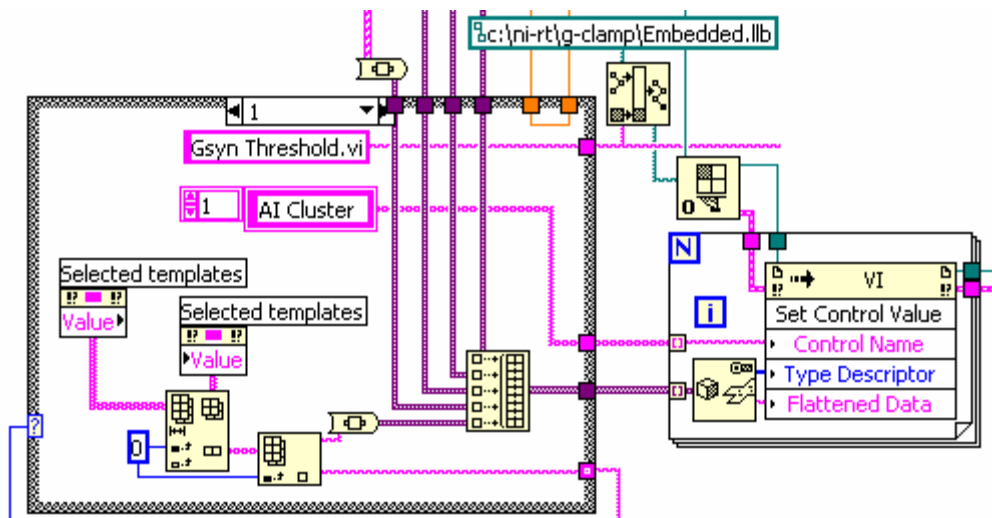 c:\ni-rt\g-clamp\Embedded.llb
1
Gsyn Threshold.vi
1
AI Cluster
0
N
VI
Selected templates
!? !?
Value
Selected templates
!? !?
Value
i
Set Control Value
Control Name
Type Descriptor
Flattened Data
?
0